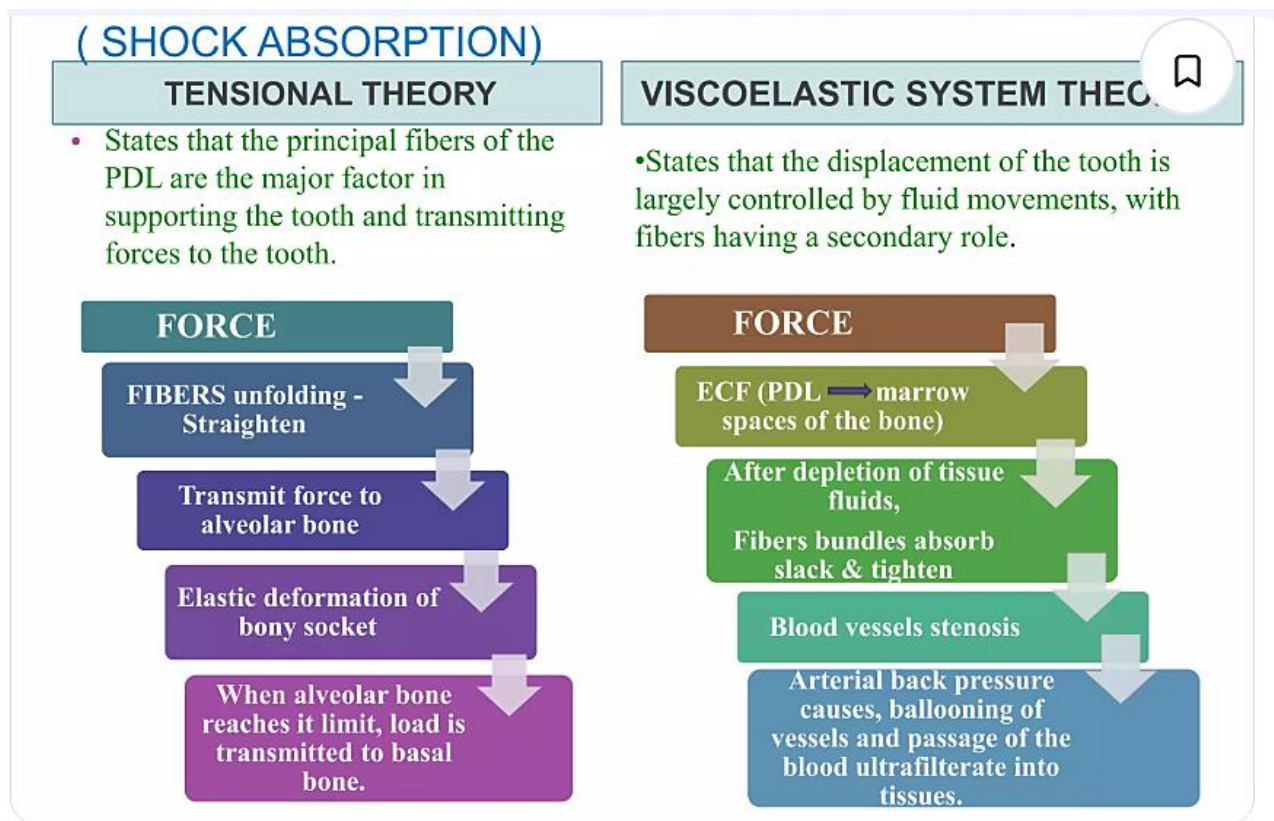 ( SHOCK ABSORPTION)
TENSIONAL THEORY
• States that the principal fibers of the
PDL are the major factor in
supporting the tooth and transmitting
forces to the tooth.
FORCE
FIBERS unfolding -
Straighten
Transmit force to
alveolar bone
Elastic deformation of
bony socket
When alveolar bone
reaches it limit, load is
transmitted to basal
bone.
VISCOELASTIC SYSTEM
•States that the displacement of the tooth is
largely controlled by fluid movements, with
fibers having a secondary role.
FORCE
ECF (PDL ➡ marrow
spaces of the bone)
After depletion of tissue
fluids,
Fibers bundles absorb
slack & tighten
Blood vessels stenosis
Arterial back pressure
causes, ballooning of
vessels and passage of the
blood ultrafilterate into
tissues.